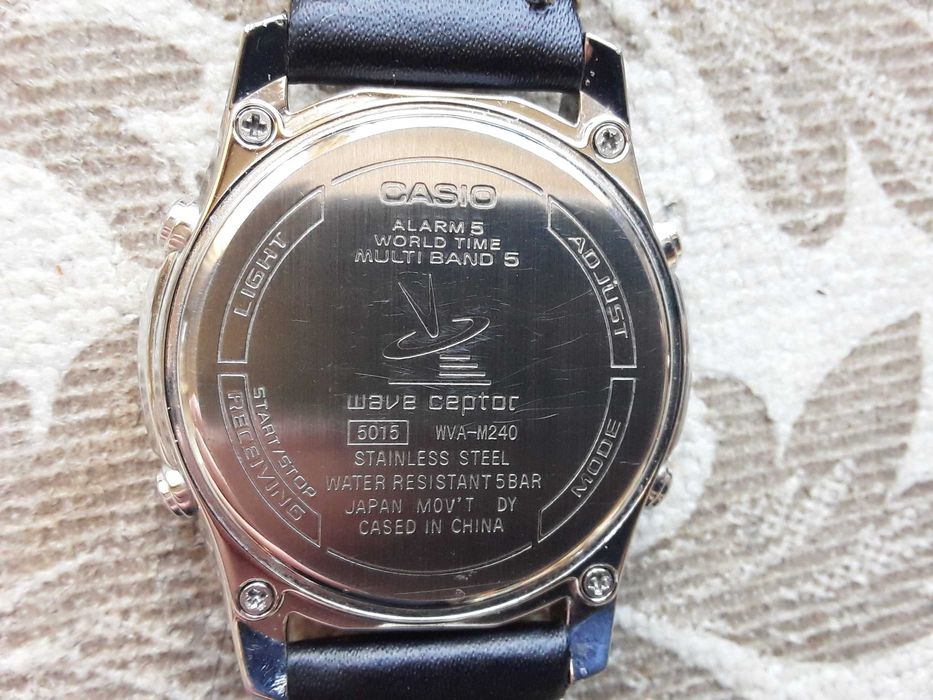 CASIO
ALARM 5
WORLD TIME
MULTI BAND 5
LIGHT
ADJUST
wave ceptor
5015 WVA-M240
STAINLESS STEEL
WATER RESISTANT 5BAR
JAPAN MOV'T DY
CASED IN CHINA
START/STOP
RECEIVING
MODE